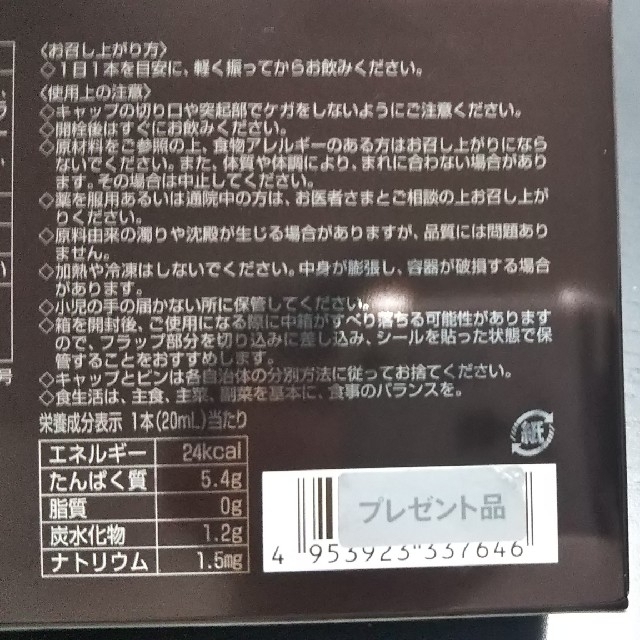 〈お召し上がり方〉
◇1日1本を目安に、軽く振ってからお飲みください。
〈使用上の注意〉
◇キャップの切り口や突起部でケガをしないようにご注意ください。
◇開栓後はすぐにお飲みください。
◇原材料をご参照の上、食物アレルギーのある方はお召し上がりになら
ないでください。また、体質や体調により、まれに合わない場合があり
ます。その場合は中止してください。
◇薬を服用あるいは通院中の方は、お医者さまとご相談の上お召し上が
りください。
◇原料由来の濁りや沈殿が生じる場合がありますが、品質には問題あり
ません。
◇加熱や冷凍はしないでください。中身が膨張し、容器が破損する場合
があります。
◇小児の手の届かない所に保管してください。
◇箱を開封後、ご使用になる際に中箱がすべり落ちる可能性があります
ので、フラップ部分を切り込みに差し込み、シールを貼った状態で保
管することをおすすめします。
◇キャップとビンは各自治体の分別方法に従ってお捨てください。
◇食生活は、主食、主菜、副菜を基本に、食事のバランスを。
栄養成分表示 1本(20mL)当たり
エネルギー 24kcal
たんぱく質 5.4g
脂質 0g
炭水化物 1.2g
ナトリウム 1.5mg
紙
プレゼント品
4 953923 337646
号